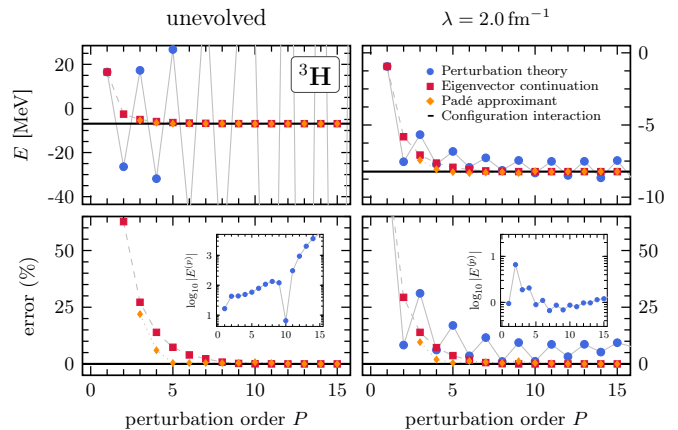 unevolved
λ = 2.0 fm⁻¹
20
0
−20
−40
E [MeV]
³H
Perturbation theory
Eigenvector continuation
Padé approximant
Configuration interaction
0
−5
−10
error (%)
50
25
0
log₁₀ |E⁽ᵖ⁾|
3
2
1
0 5 10 15
log₁₀ |E⁽ᵖ⁾|
1
0
0 5 10 15
50
25
0
0 5 10 15
0 5 10 15
perturbation order P
perturbation order P